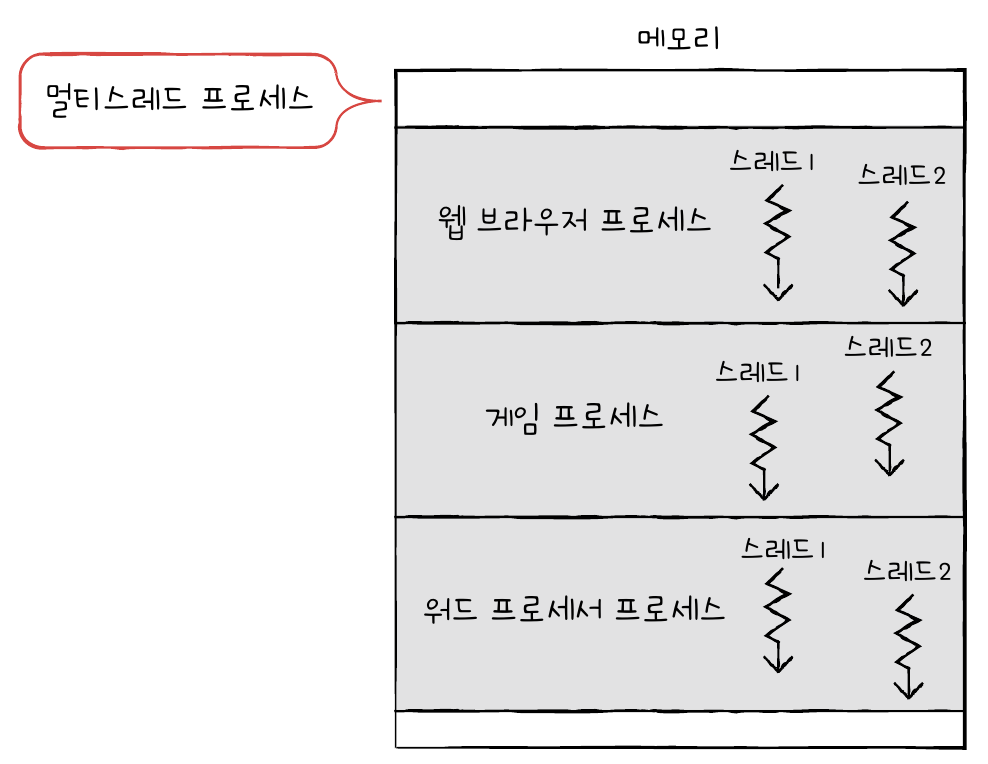 메모리
멀티스레드 프로세스
스레드1
스레드2
웹 브라우저 프로세스
스레드1
스레드2
게임 프로세스
스레드1
스레드2
워드 프로세서 프로세스